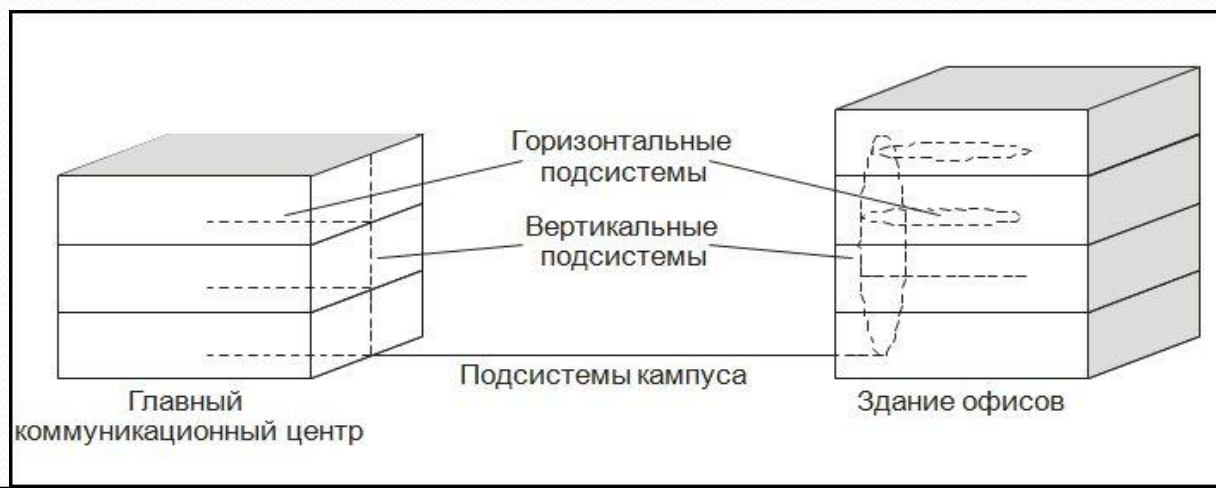 Горизонтальные
подсистемы
Вертикальные
подсистемы
Подсистемы кампуса
Главный
коммуникационный центр
Здание офисов